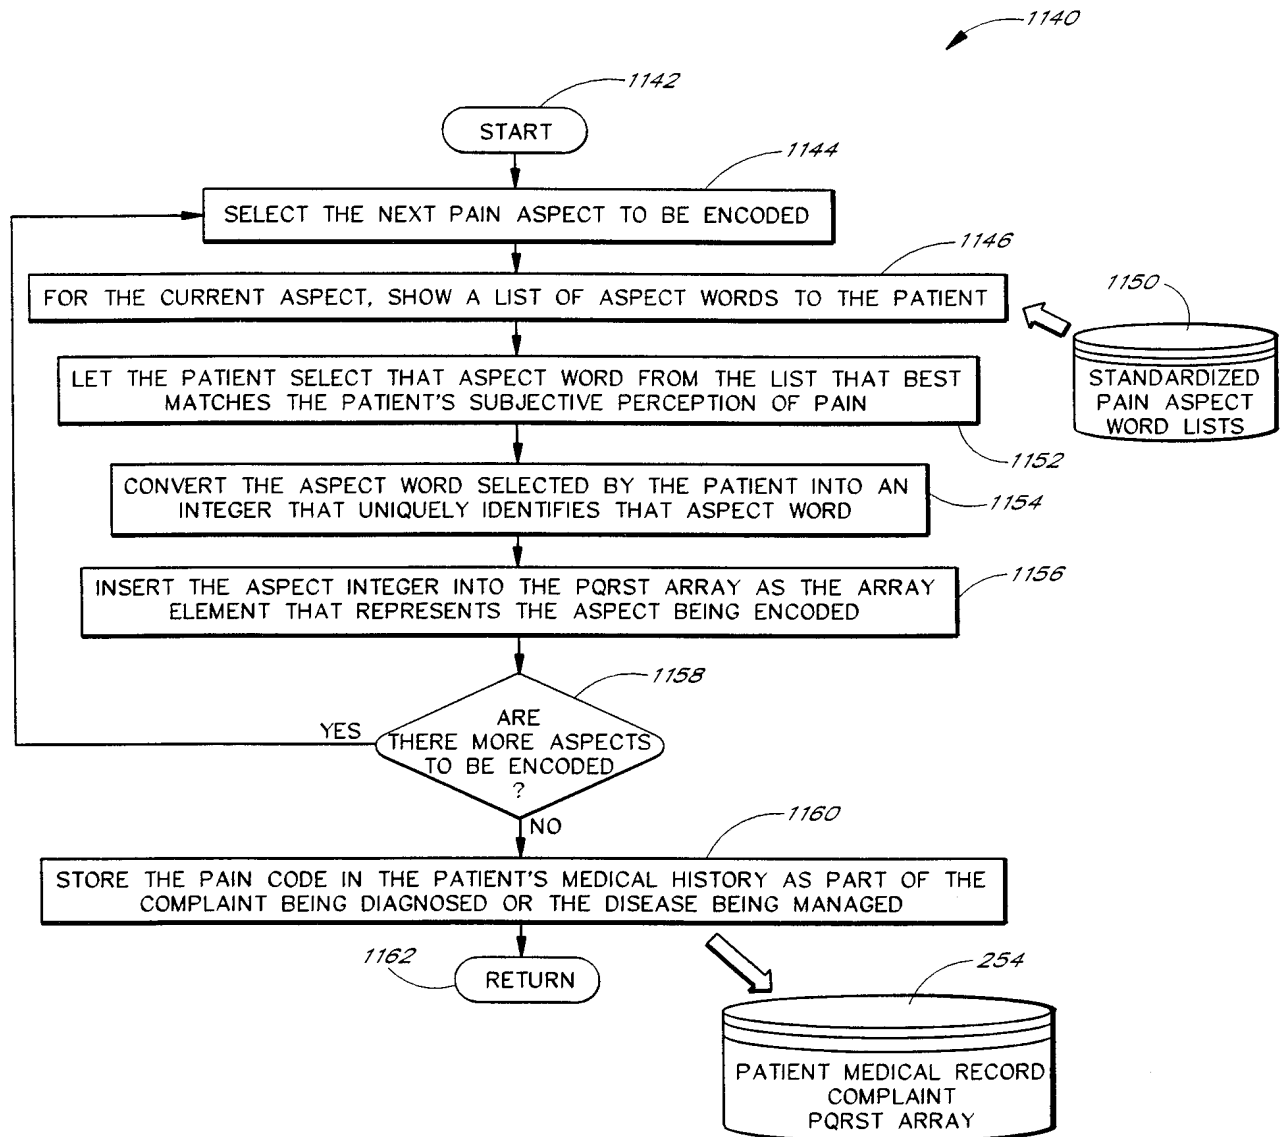 1140
1142
START
1144
SELECT THE NEXT PAIN ASPECT TO BE ENCODED
1146
FOR THE CURRENT ASPECT, SHOW A LIST OF ASPECT WORDS TO THE PATIENT
1150
STANDARDIZED
PAIN ASPECT
WORD LISTS
LET THE PATIENT SELECT THAT ASPECT WORD FROM THE LIST THAT BEST
MATCHES THE PATIENT'S SUBJECTIVE PERCEPTION OF PAIN
1152
CONVERT THE ASPECT WORD SELECTED BY THE PATIENT INTO AN
INTEGER THAT UNIQUELY IDENTIFIES THAT ASPECT WORD
1154
INSERT THE ASPECT INTEGER INTO THE PQRST ARRAY AS THE ARRAY
ELEMENT THAT REPRESENTS THE ASPECT BEING ENCODED
1156
1158
ARE
THERE MORE ASPECTS
TO BE ENCODED
?
YES
NO
1160
STORE THE PAIN CODE IN THE PATIENT'S MEDICAL HISTORY AS PART OF THE
COMPLAINT BEING DIAGNOSED OR THE DISEASE BEING MANAGED
1162
RETURN
254
PATIENT MEDICAL RECORD
COMPLAINT
PQRST ARRAY